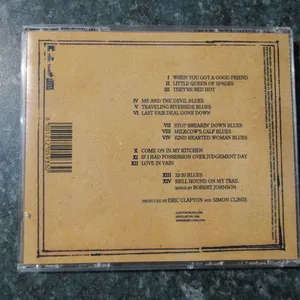 I WHEN YOU GOT A GOOD FRIEND
II LITTLE QUEEN OF SPADES
III THEY'RE RED HOT
IV ME AND THE DEVIL BLUES
V TRAVELING RIVERSIDE BLUES
VI LAST FAIR DEAL GONE DOWN
VII STOP BREAKIN' DOWN BLUES
VIII MILKCOW'S CALF BLUES
XIV KIND HEARTED WOMAN BLUES
X COME ON IN MY KITCHEN
XI IF I HAD POSSESSION OVER JUDGEMENT DAY
XII LOVE IN VAIN
XIII 32-20 BLUES
XIV HELL HOUND ON MY TRAIL
BY ROBERT JOHNSON
PRODUCED BY ERIC CLAPTON AND SIMON CLIMIE